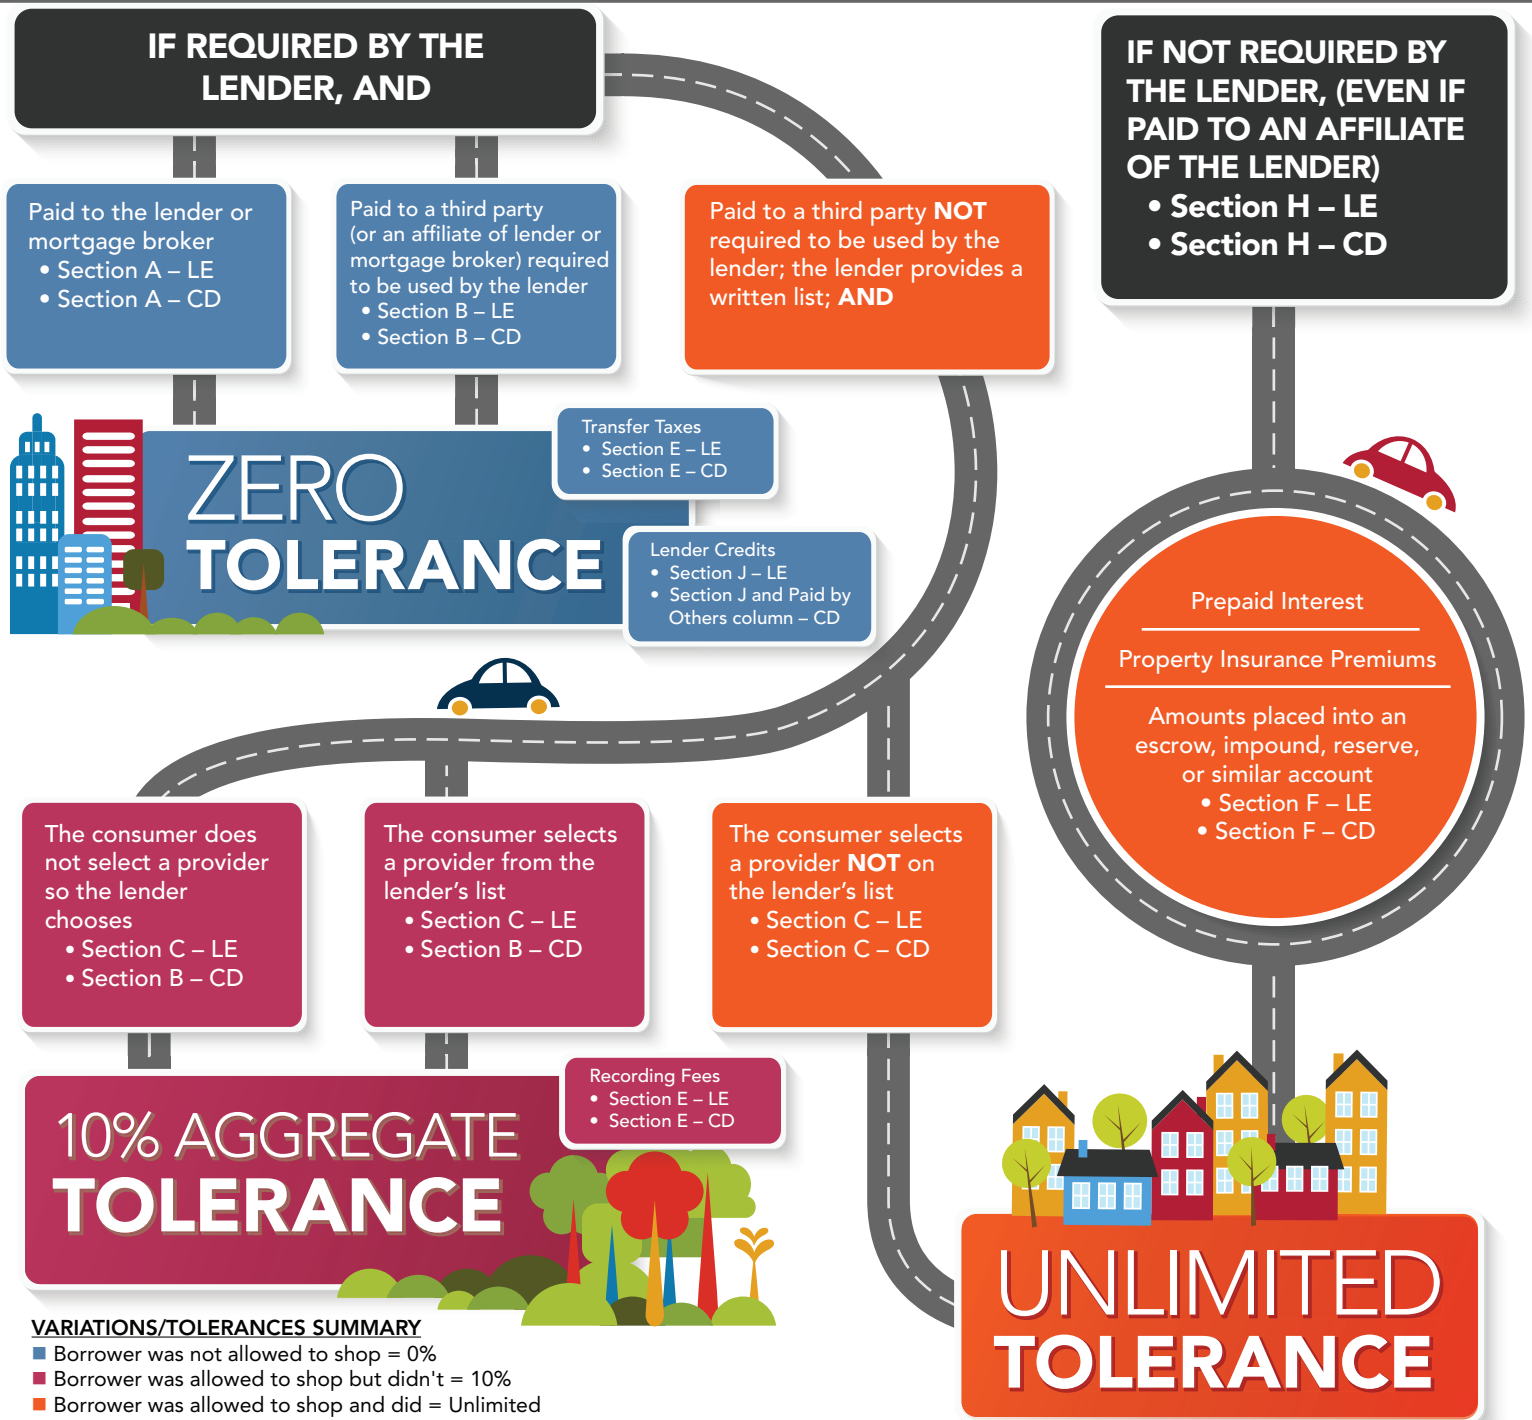 IF REQUIRED BY THE
LENDER, AND
IF NOT REQUIRED BY
THE LENDER, (EVEN IF
PAID TO AN AFFILIATE
OF THE LENDER)
• Section H – LE
• Section H – CD
Paid to the lender or
mortgage broker
• Section A – LE
• Section A – CD
Paid to a third party
(or an affiliate of lender or
mortgage broker) required
to be used by the lender
• Section B – LE
• Section B – CD
Paid to a third party NOT
required to be used by the
lender; the lender provides a
written list; AND
ZERO
TOLERANCE
Transfer Taxes
• Section E – LE
• Section E – CD
Lender Credits
• Section J – LE
• Section J and Paid by
Others column – CD
Prepaid Interest
Property Insurance Premiums
Amounts placed into an
escrow, impound, reserve,
or similar account
• Section F – LE
• Section F – CD
The consumer does
not select a provider
so the lender
chooses
• Section C – LE
• Section B – CD
The consumer selects
a provider from the
lender's list
• Section C – LE
• Section B – CD
The consumer selects
a provider NOT on
the lender's list
• Section C – LE
• Section C – CD
10% AGGREGATE
TOLERANCE
Recording Fees
• Section E – LE
• Section E – CD
UNLIMITED
TOLERANCE
VARIATIONS/TOLERANCES SUMMARY
Borrower was not allowed to shop = 0%
Borrower was allowed to shop but didn't = 10%
Borrower was allowed to shop and did = Unlimited